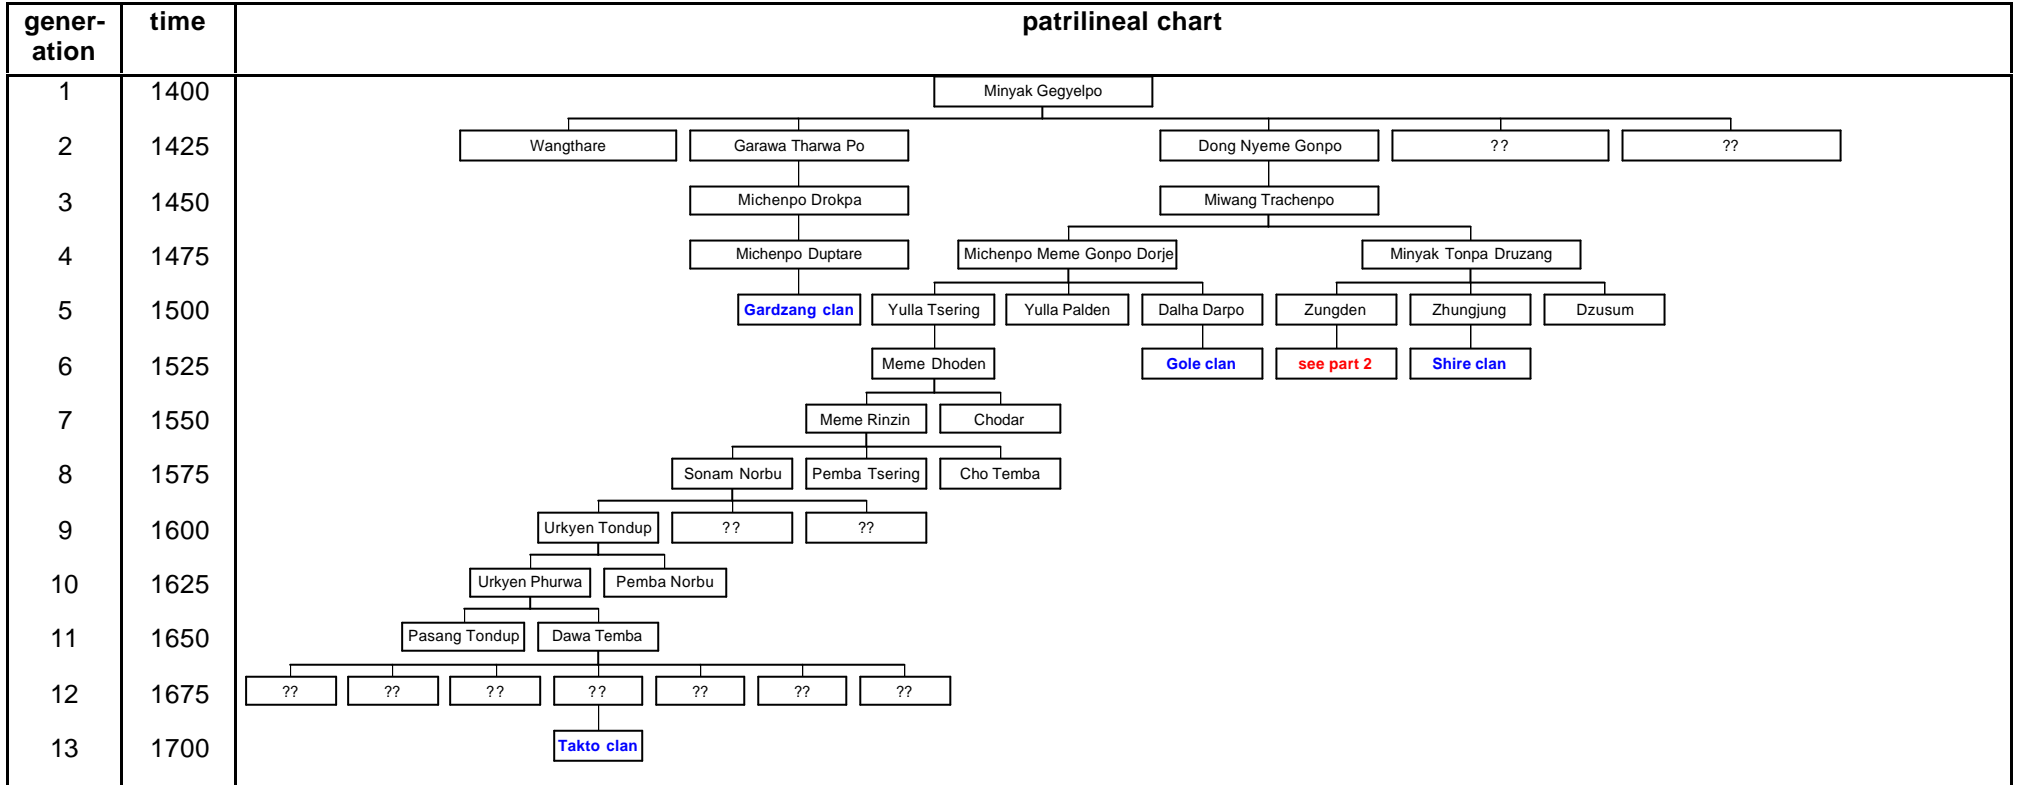 gener- time patrilineal chart
ation
1 1400 Minyak Gegyelpo
2 1425 Wangthare Garawa Tharwa Po Dong Nyeme Gonpo ?? ??
3 1450 Michenpo Drokpa Miwang Trachenpo
4 1475 Michenpo Duptare Michenpo Meme Gonpo Dorje Minyak Tonpa Druzang
5 1500 Gardzang clan Yulla Tsering Yulla Palden Dalha Darpo Zungden Zhungjung Dzusum
6 1525 Meme Dhoden Gole clan see part 2 Shire clan
7 1550 Meme Rinzin Chodar
8 1575 Sonam Norbu Pemba Tsering Cho Temba
9 1600 Urkyen Tondup ?? ??
10 1625 Urkyen Phurwa Pemba Norbu
11 1650 Pasang Tondup Dawa Temba
12 1675 ?? ?? ?? ?? ?? ?? ??
13 1700 Takto clan